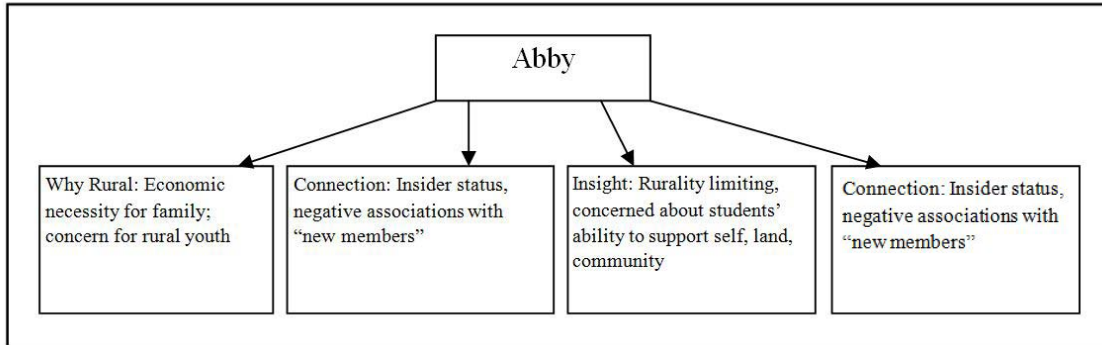 Abby
Why Rural: Economic
necessity for family;
concern for rural youth
Connection: Insider status,
negative associations with
“new members”
Insight: Rurality limiting,
concerned about students’
ability to support self, land,
community
Connection: Insider status,
negative associations with
“new members”